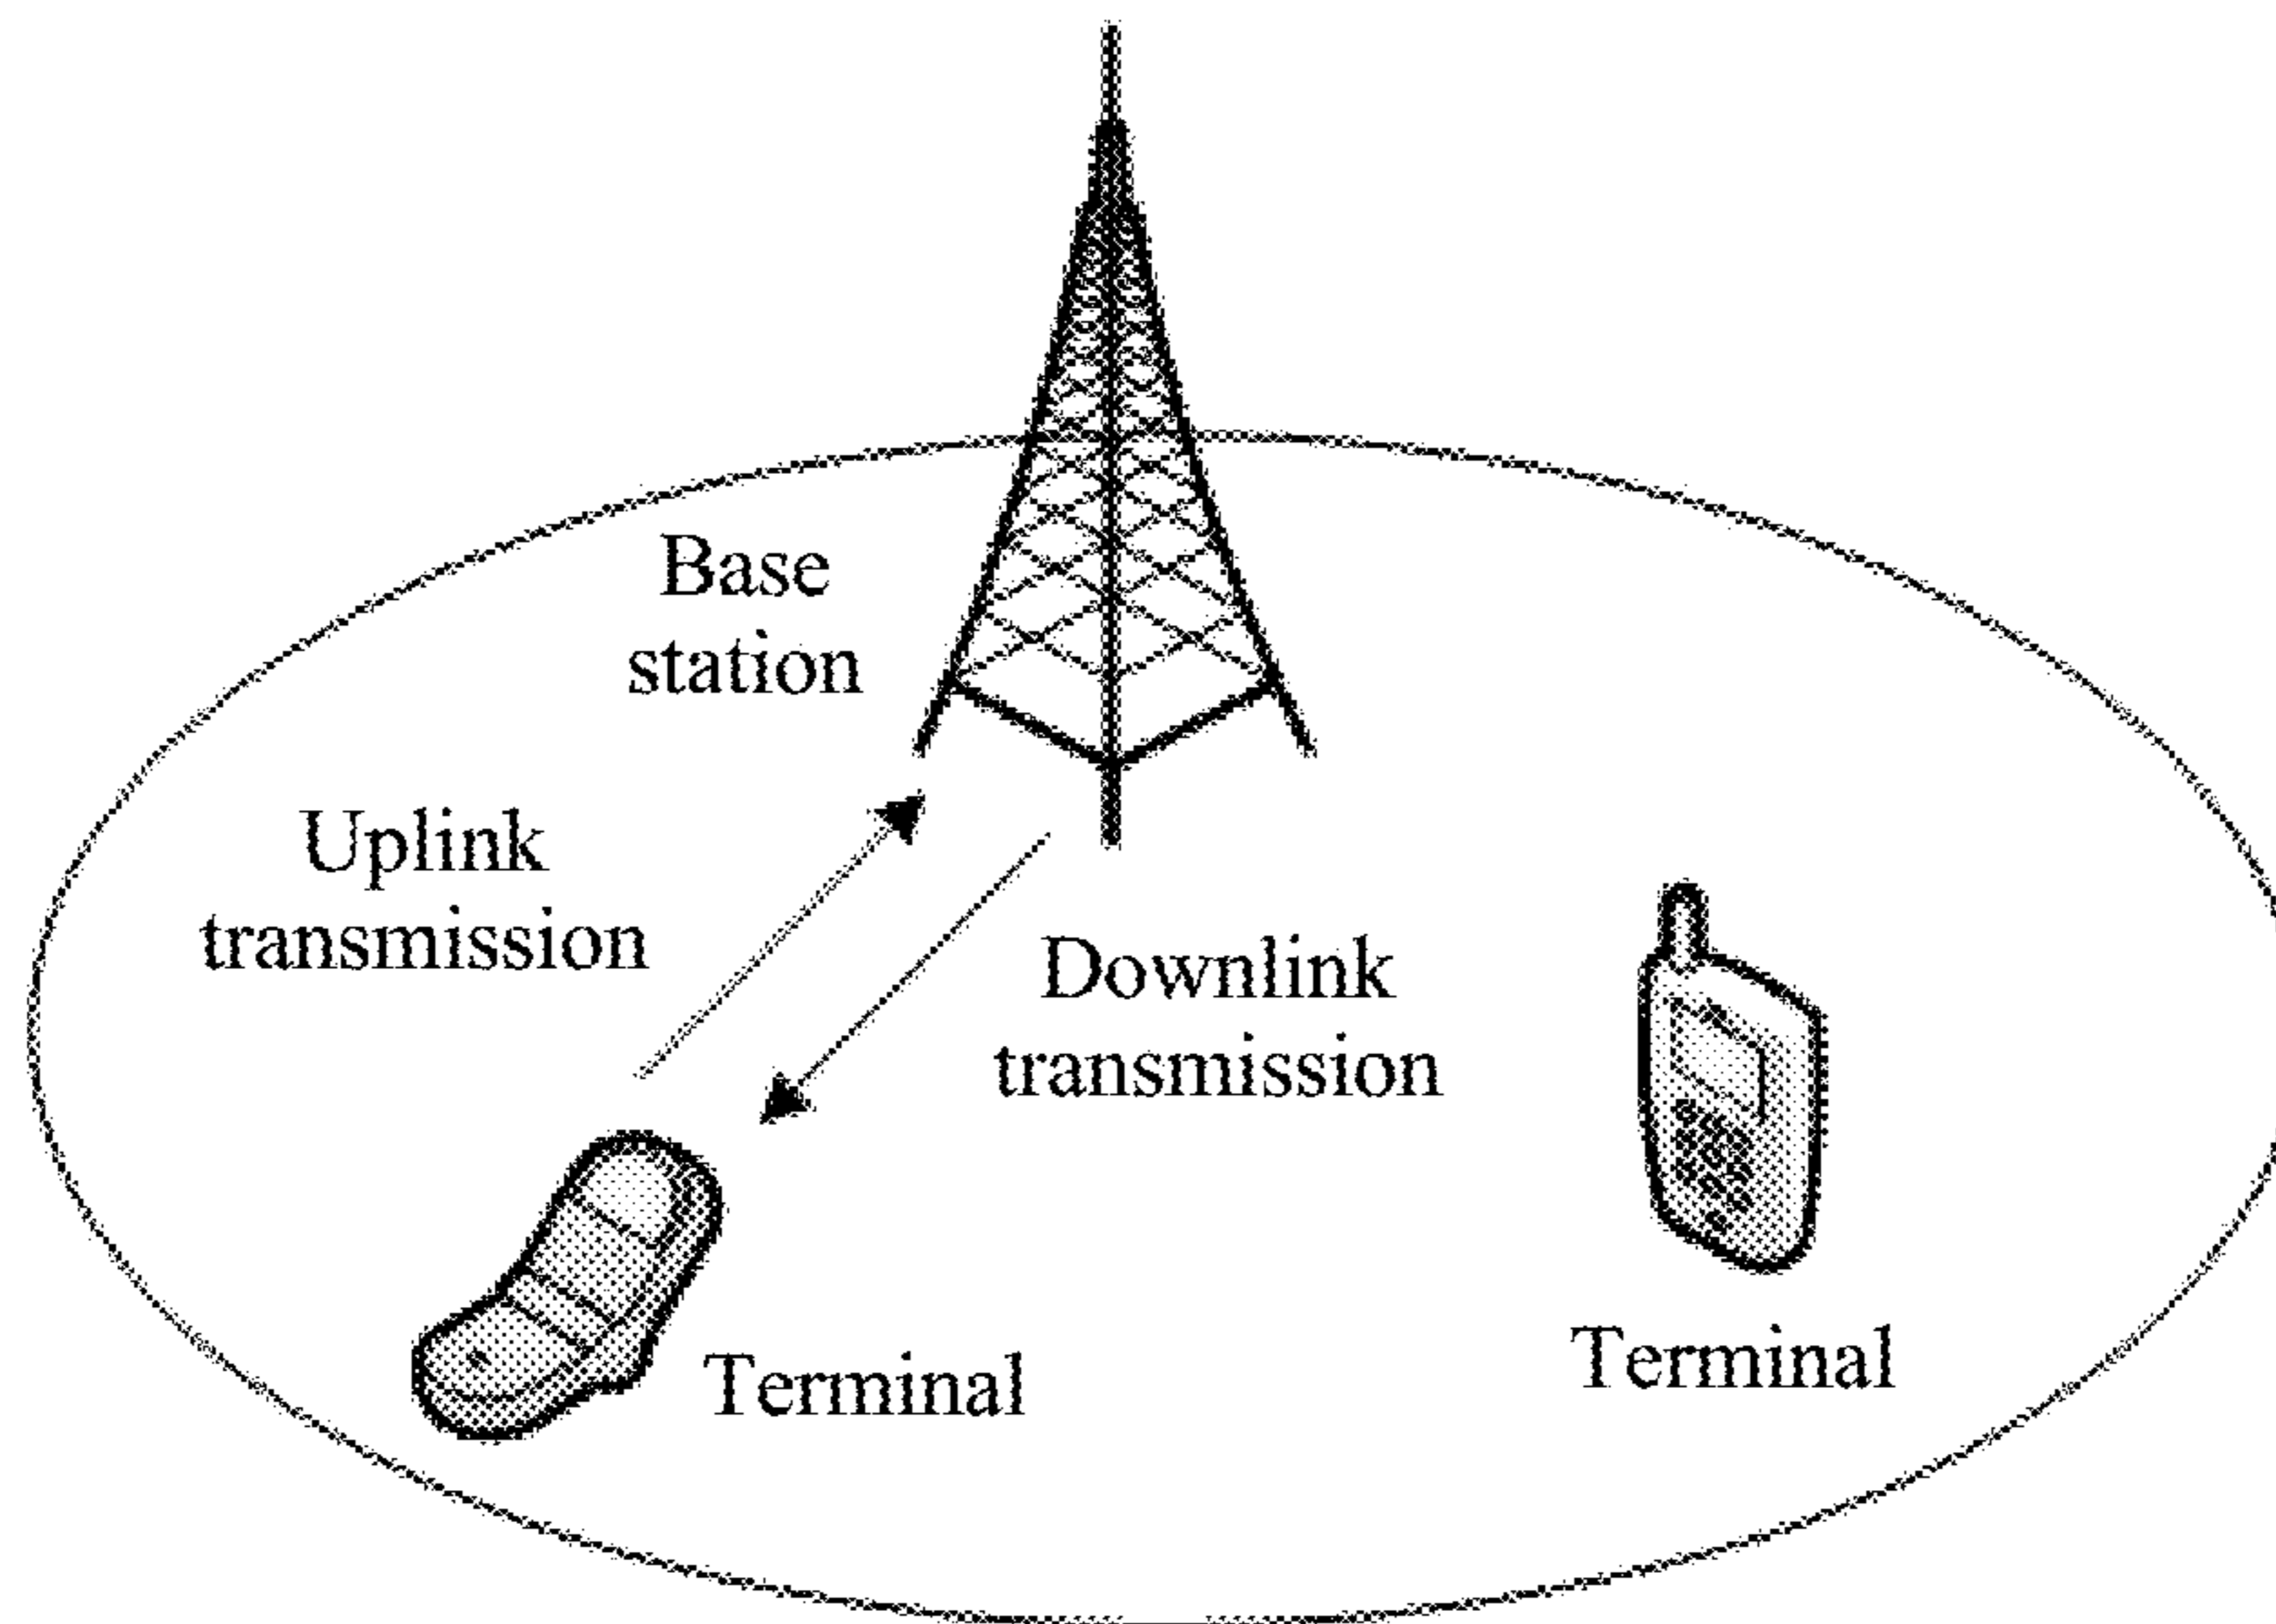 Base
station
Uplink
transmission
Downlink
transmission
Terminal
Terminal